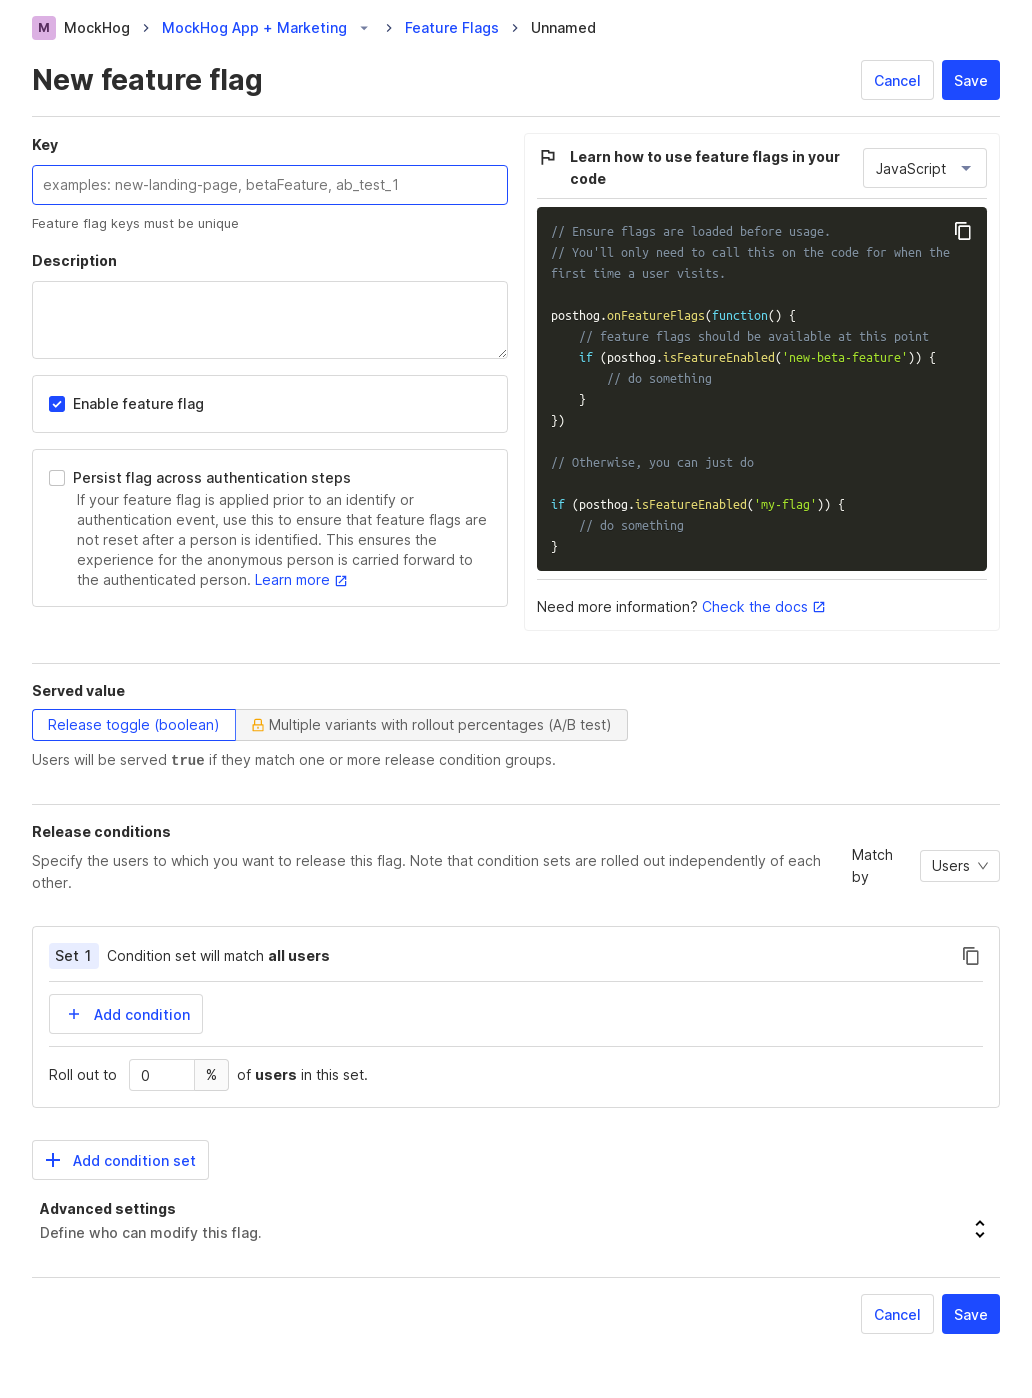 M MockHog > MockHog App + Marketing > Feature Flags > Unnamed
New feature flag
Cancel Save
Key
examples: new-landing-page, betaFeature, ab_test_1
Feature flag keys must be unique
Description
Enable feature flag
Persist flag across authentication steps
If your feature flag is applied prior to an identify or
authentication event, use this to ensure that feature flags are
not reset after a person is identified. This ensures the
experience for the anonymous person is carried forward to
the authenticated person. Learn more
Learn how to use feature flags in your
code
JavaScript
// Ensure flags are loaded before usage.
// You'll only need to call this on the code for when the
first time a user visits.
posthog.onFeatureFlags(function() {
    // feature flags should be available at this point
    if (posthog.isFeatureEnabled('new-beta-feature')) {
        // do something
    }
})
// Otherwise, you can just do
if (posthog.isFeatureEnabled('my-flag')) {
    // do something
}
Need more information? Check the docs
Served value
Release toggle (boolean) Multiple variants with rollout percentages (A/B test)
Users will be served true if they match one or more release condition groups.
Release conditions
Specify the users to which you want to release this flag. Note that condition sets are rolled out independently of each
other.
Match
by
Users
Set 1 Condition set will match all users
Add condition
Roll out to 0 % of users in this set.
Add condition set
Advanced settings
Define who can modify this flag.
Cancel Save